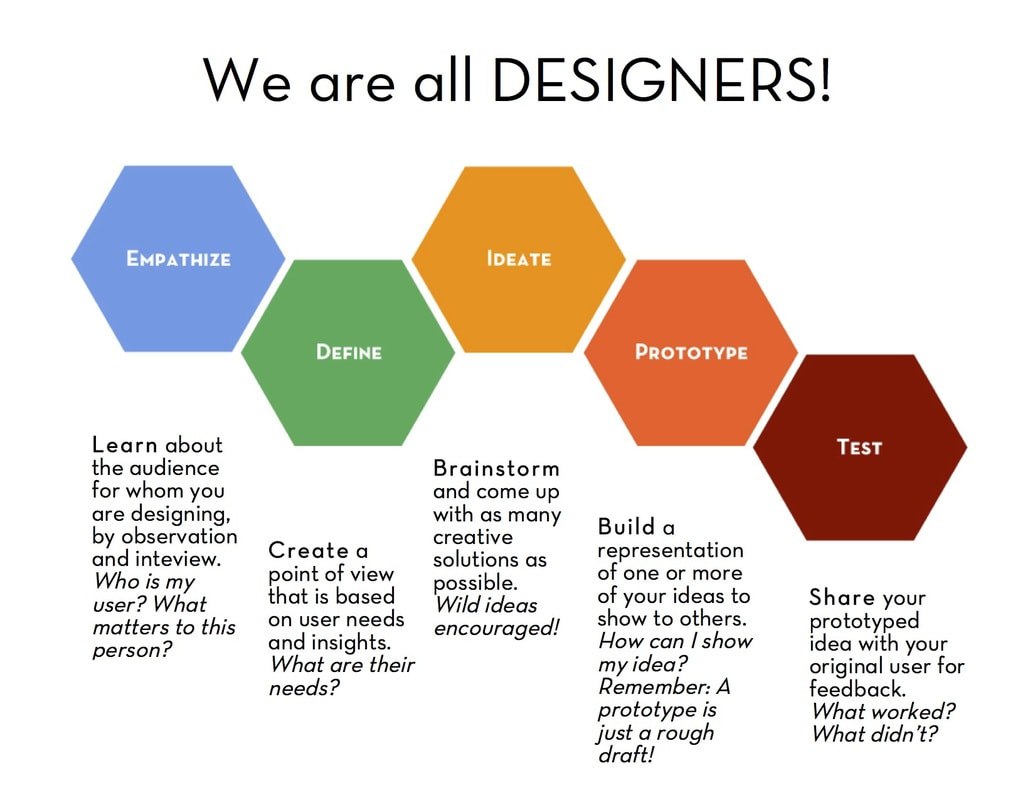 We are all DESIGNERS!
EMPATHIZE
Learn about
the audience
for whom you
are designing,
by observation
and inteview.
Who is my
user? What
matters to this
person?
DEFINE
Create a
point of view
that is based
on user needs
and insights.
What are their
needs?
IDEATE
Brainstorm
and come up
with as many
creative
solutions as
possible.
Wild ideas
encouraged!
PROTOTYPE
Build a
representation
of one or more
of your ideas to
show to others.
How can I show
my idea?
Remember: A
prototype is
just a rough
draft!
TEST
Share your
prototyped
idea with your
original user for
feedback.
What worked?
What didn't?